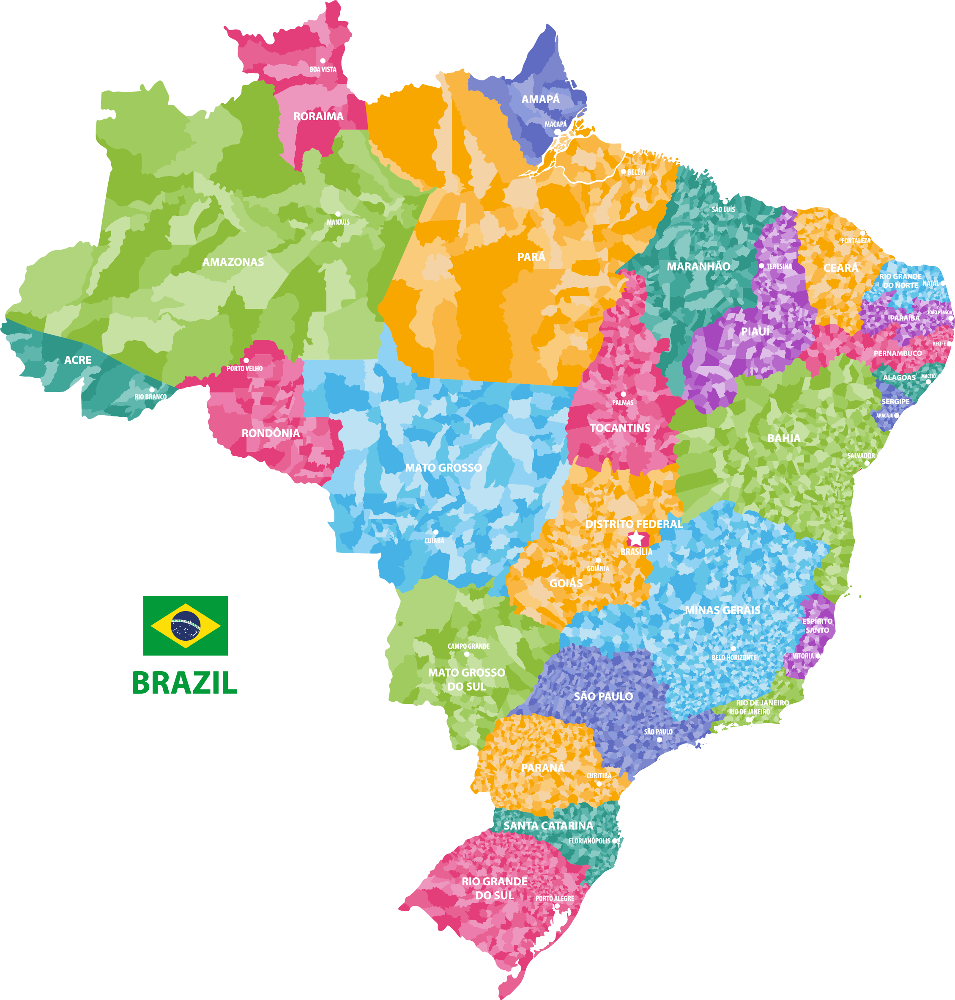 BOA VISTA
RORAIMA
AMAPÁ
MACAPÁ
BELÉM
SÃO LUÍS
MANAUS
FORTALEZA
AMAZONAS
PARÁ
MARANHÃO
TERESINA
CEARÁ
RIO GRANDE
DO NORTE
NATAL
JOÃO PESSOA
PARAÍBA
PIAUÍ
RECIFE
PERNAMBUCO
ACRE
PORTO VELHO
ALAGOAS
MACEIÓ
RIO BRANCO
PALMAS
SERGIPE
ARACAJU
TOCANTINS
RONDÔNIA
BAHIA
SALVADOR
MATO GROSSO
DISTRITO FEDERAL
CUIABÁ
BRASÍLIA
GOIÂNIA
GOIÁS
MINAS GERAIS
ESPÍRITO
SANTO
CAMPO GRANDE
VITORIA
BELO HORIZONTE
MATO GROSSO
DO SUL
BRAZIL
SÃO PAULO
RIO DE JANEIRO
RIO DE JANEIRO
SÃO PAULO
PARANÁ
CURITIBA
SANTA CATARINA
FLORIANÓPOLIS
RIO GRANDE
DO SUL
PORTO ALEGRE